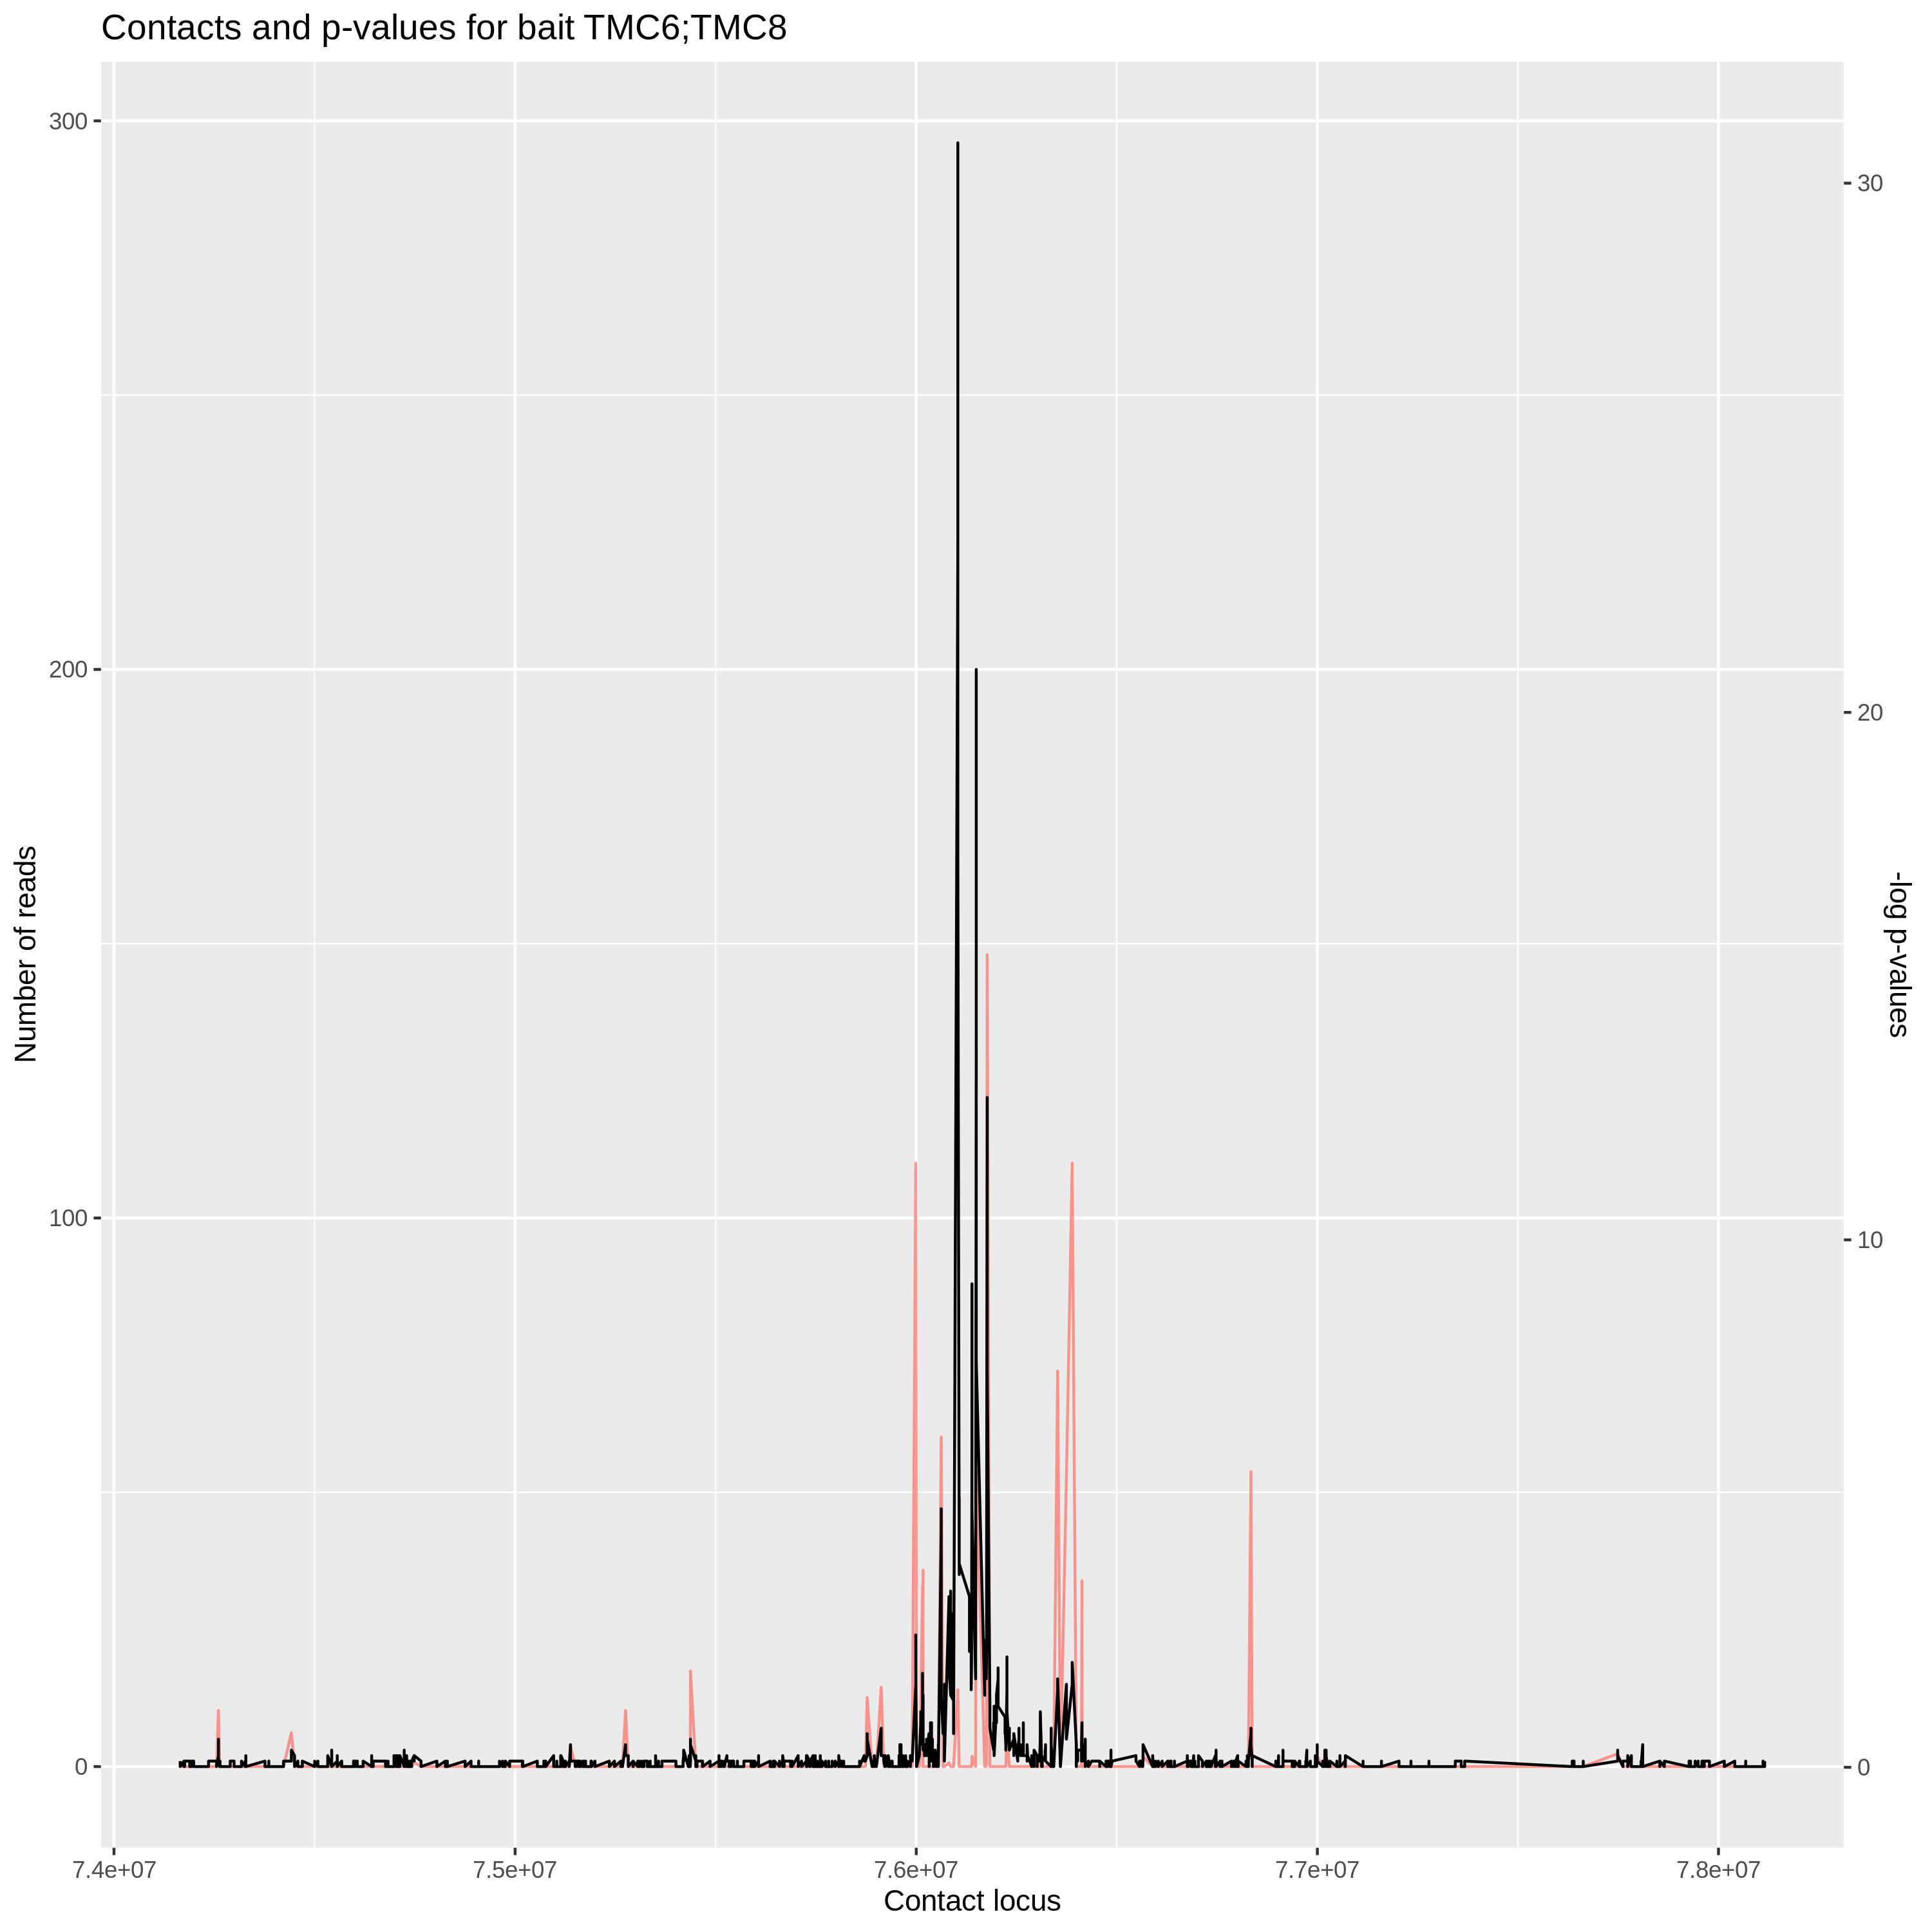 Contacts and p-values for bait TMC6;TMC8
300
200
100
0
30
20
10
0
Number of reads
-log p-values
7.4e+07 7.5e+07 7.6e+07 7.7e+07 7.8e+07
Contact locus